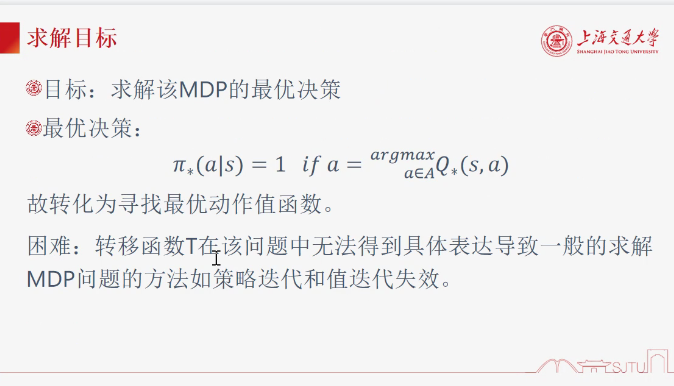 求解目标
上海交通大学
SHANGHAI JIAO TONG UNIVERSITY
目标：求解该MDP的最优决策
最优决策：
π∗(a|s) = 1 if a = argmax a∈A Q∗(s, a)
故转化为寻找最优动作值函数。
困难：转移函数T在该问题中无法得到具体表达导致一般的求解
MDP问题的方法如策略迭代和值迭代失效。
SJTU